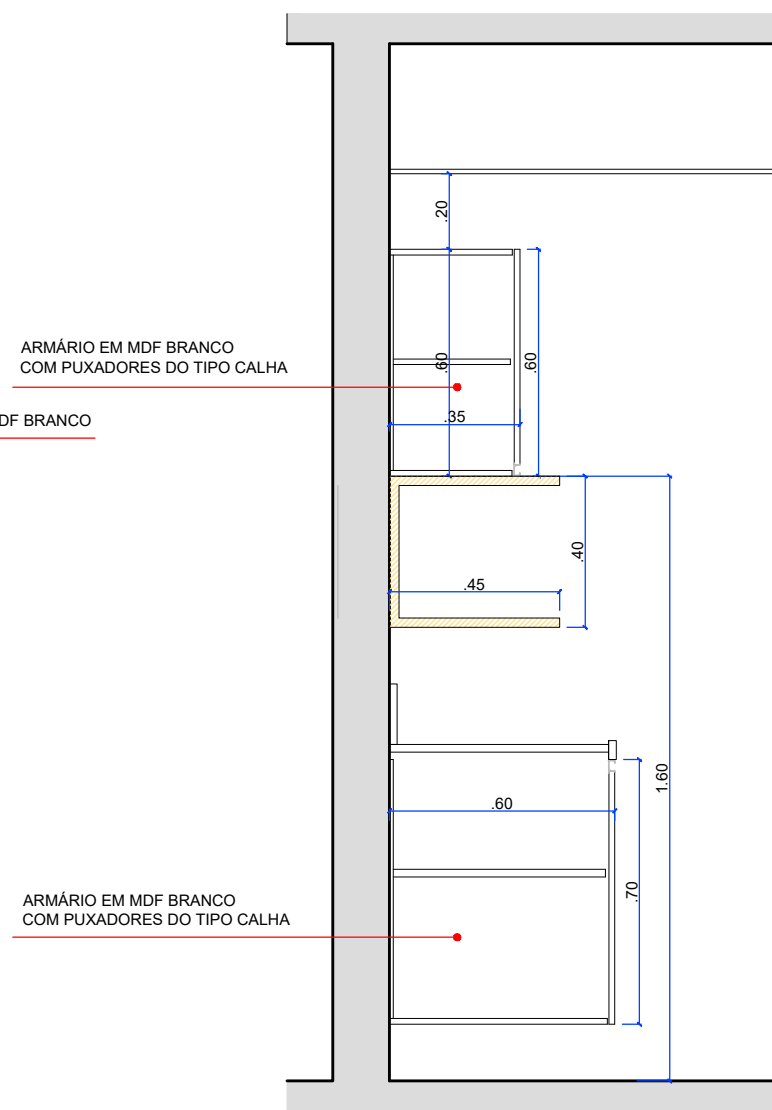 .20
ARMÁRIO EM MDF BRANCO
COM PUXADORES DO TIPO CALHA
.60
.60
DF BRANCO
.35
.40
.45
1.60
.60
.70
ARMÁRIO EM MDF BRANCO
COM PUXADORES DO TIPO CALHA